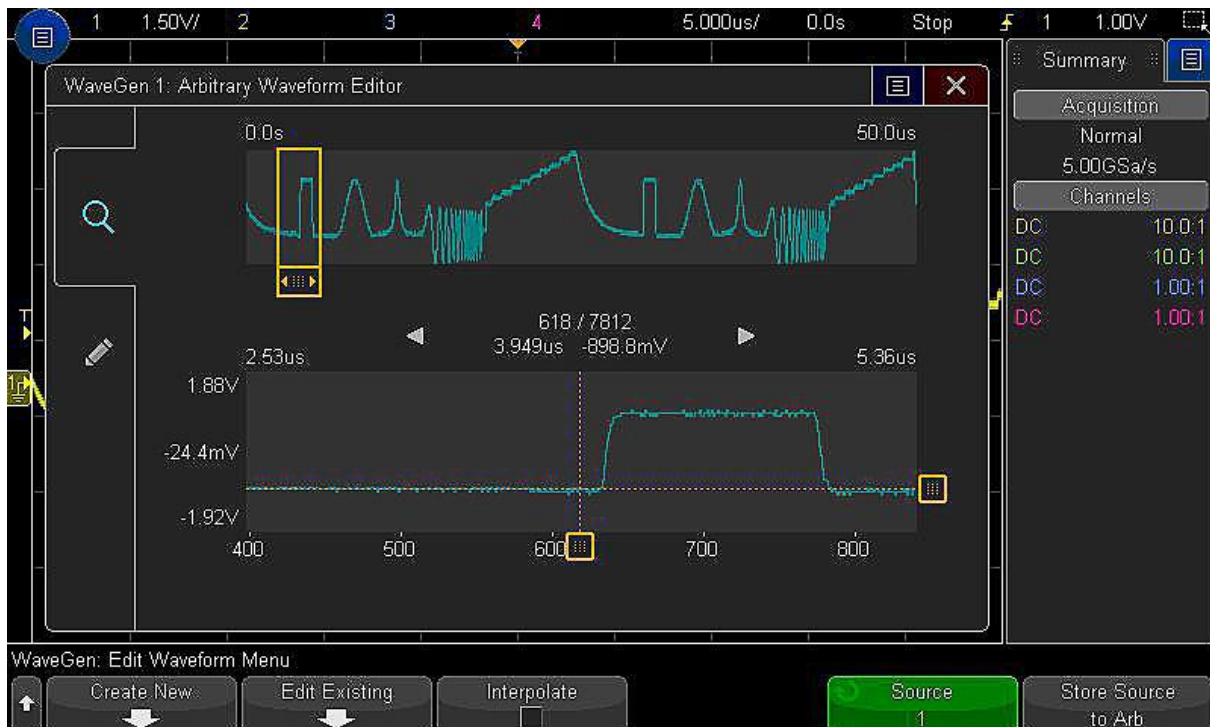 1 1.50V/ 2 3 4 5.000us/ 0.0s Stop 1 1.00V
Summary
WaveGen 1: Arbitrary Waveform Editor
Acquisition
Normal
5.00GSa/s
Channels
DC 10.0:1
DC 10.0:1
DC 1.00:1
DC 1.00:1
0.0s 50.0us
T
1
618 / 7812
3.949us -898.8mV
2.53us 5.36us
1.88V
-24.4mV
-1.92V
400 500 600 700 800
WaveGen: Edit Waveform Menu
Create New Edit Existing Interpolate Source Store Source
1 to Arb